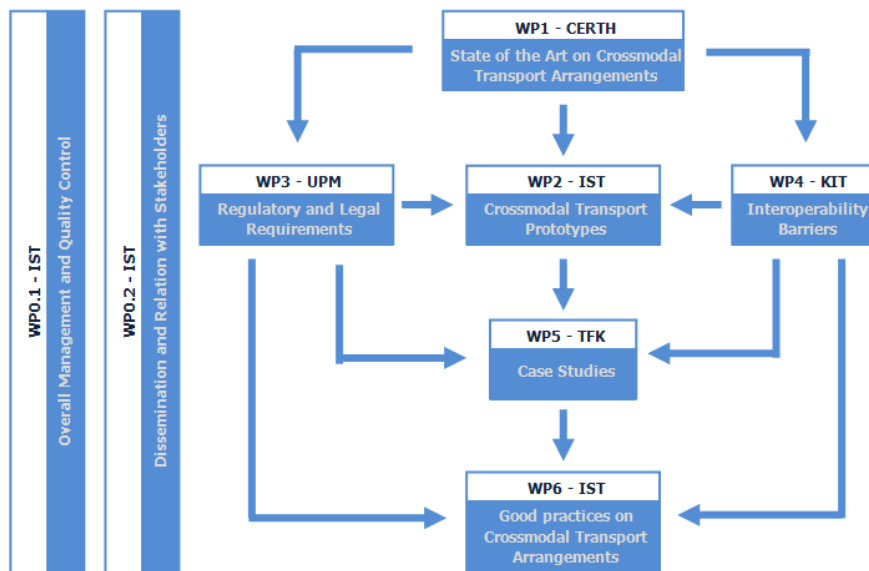 WP0.1 - IST
Overall Management and Quality Control
WP0.2 - IST
Dissemination and Relation with Stakeholders
WP1 - CERTH
State of the Art on Crossmodal
Transport Arrangements
WP3 - UPM
Regulatory and Legal
Requirements
WP2 - IST
Crossmodal Transport
Prototypes
WP4 - KIT
Interoperability
Barriers
WP5 - TFK
Case Studies
WP6 - IST
Good practices on
Crossmodal Transport
Arrangements